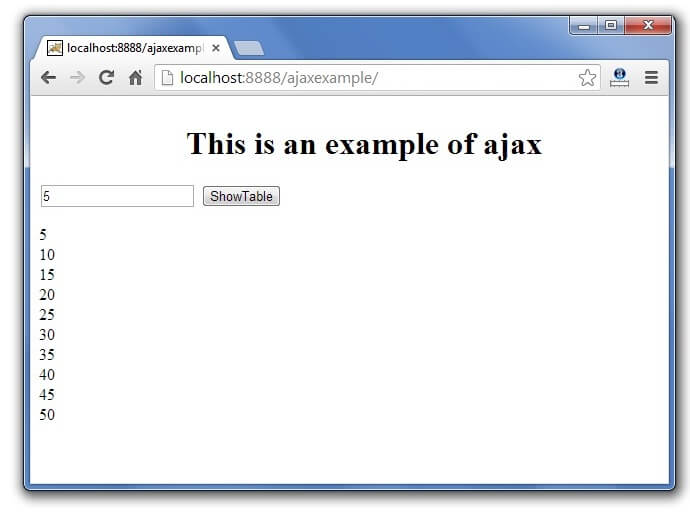 localhost:8888/ajaxexampl
localhost:8888/ajaxexample/
This is an example of ajax
5 ShowTable
5
10
15
20
25
30
35
40
45
50